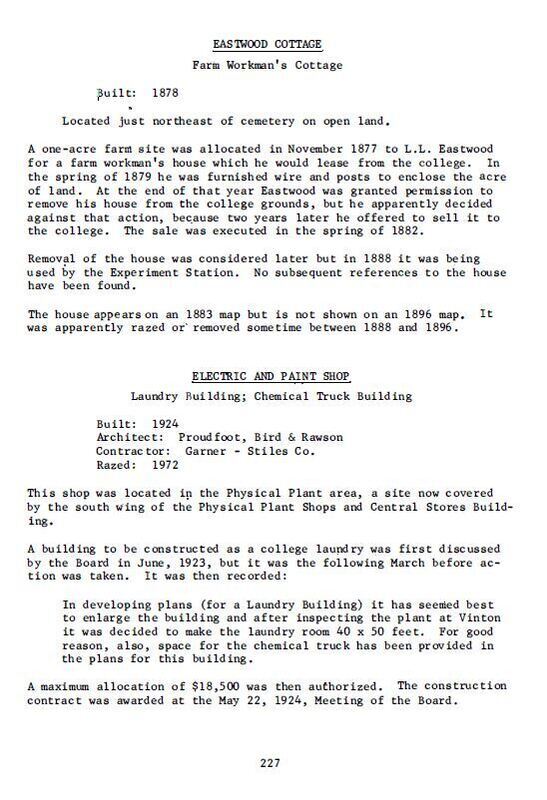 EASTWOOD COTTAGE
Farm Workman's Cottage
Built: 1878
Located just northeast of cemetery on open land.
A one-acre farm site was allocated in November 1877 to L.L. Eastwood
for a farm workman's house which he would lease from the college. In
the spring of 1879 he was furnished wire and posts to enclose the acre
of land. At the end of that year Eastwood was granted permission to
remove his house from the college grounds, but he apparently decided
against that action, because two years later he offered to sell it to
the college. The sale was executed in the spring of 1882.
Removal of the house was considered later but in 1888 it was being
used by the Experiment Station. No subsequent references to the house
have been found.
The house appears on an 1883 map but is not shown on an 1896 map. It
was apparently razed or removed sometime between 1888 and 1896.
ELECTRIC AND PAINT SHOP
Laundry Building; Chemical Truck Building
Built: 1924
Architect: Proudfoot, Bird & Rawson
Contractor: Garner - Stiles Co.
Razed: 1972
This shop was located in the Physical Plant area, a site now covered
by the south wing of the Physical Plant Shops and Central Stores Build-
ing.
A building to be constructed as a college laundry was first discussed
by the Board in June, 1923, but it was the following March before ac-
tion was taken. It was then recorded:
In developing plans (for a Laundry Building) it has seemed best
to enlarge the building and after inspecting the plant at Vinton
it was decided to make the laundry room 40 x 50 feet. For good
reason, also, space for the chemical truck has been provided in
the plans for this building.
A maximum allocation of $18,500 was then authorized. The construction
contract was awarded at the May 22, 1924, Meeting of the Board.
227